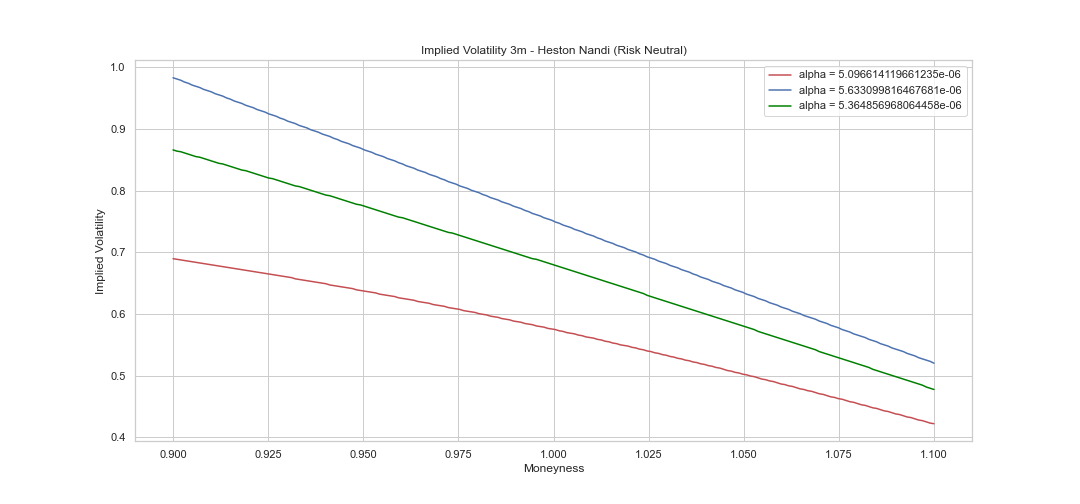 Implied Volatility 3m - Heston Nandi (Risk Neutral)
alpha = 5.096614119661235e-06
alpha = 5.633099816467681e-06
alpha = 5.364856968064458e-06
Implied Volatility
1.0
0.9
0.8
0.7
0.6
0.5
0.4
0.900 0.925 0.950 0.975 1.000 1.025 1.050 1.075 1.100
Moneyness